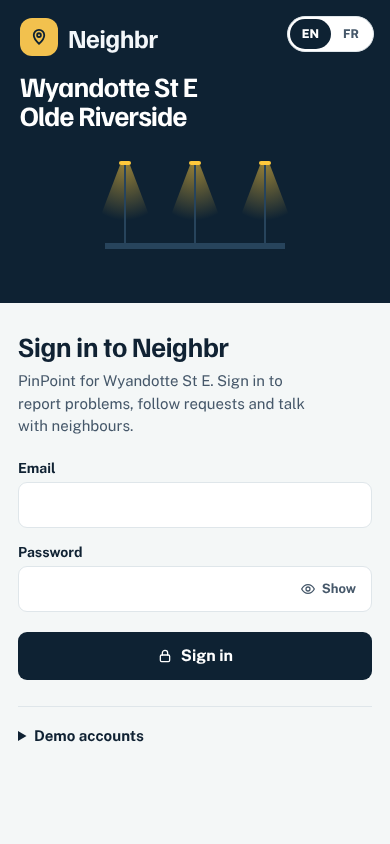 Neighbr
EN
FR
Wyandotte St E
Olde Riverside
Sign in to Neighbr
PinPoint for Wyandotte St E. Sign in to
report problems, follow requests and talk
with neighbours.
Email
Password
Show
Sign in
Demo accounts